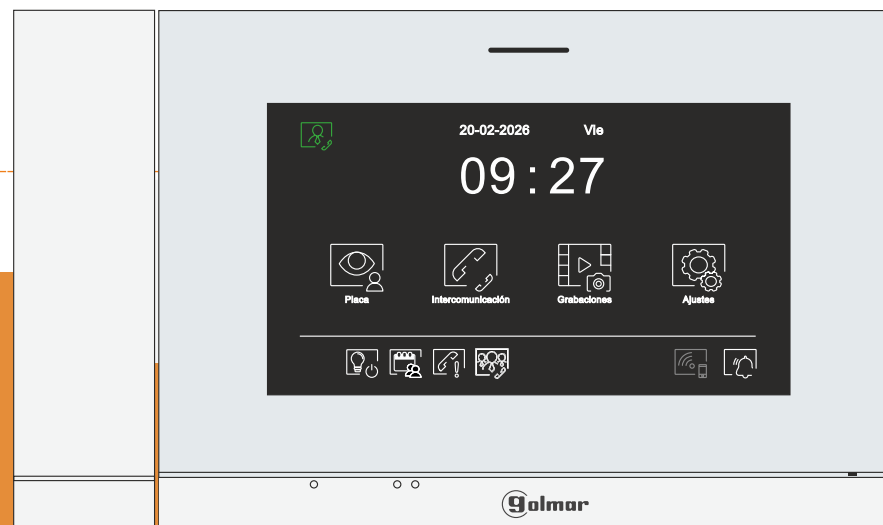 20-02-2026 Vie
09:27
Placa
Intercomunicación
Grabaciones
Ajustes
golmar